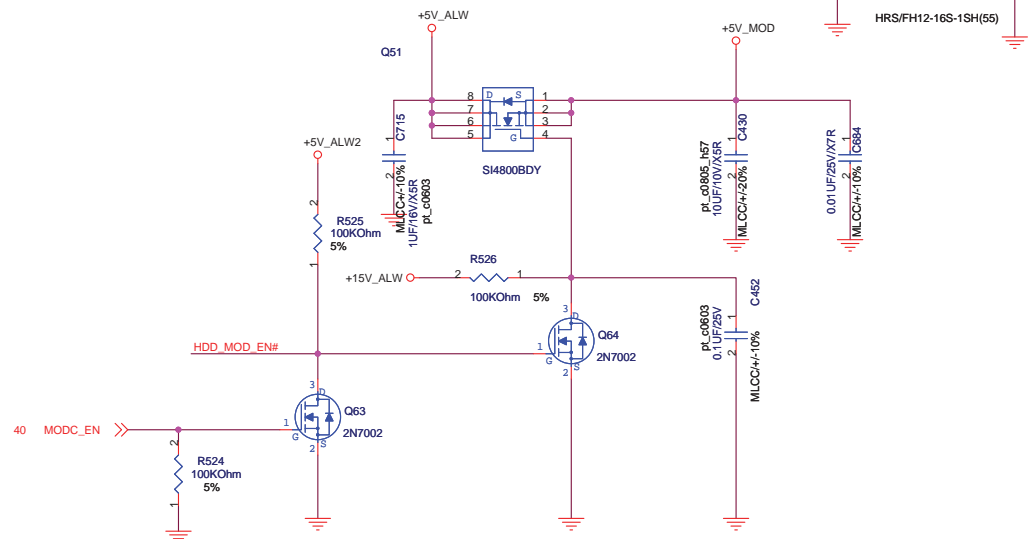 HRS/FH12-16S-1SH(55)
+5V_ALW
+5V_MOD
Q51
8
7
6
5
D
S
G
1
2
3
4
SI4800BDY
1
2
C715
MLCC+/-10%
1UF/16V/X5R
pt_c0603
1
2
C430
pt_c0805_h57
10UF/10V/X5R
MLCC/+/-20%
1
2
C684
0.01UF/25V/X7R
MLCC/+/-10%
+5V_ALW2
2
R525
100KOhm
5%
1
R526
+15V_ALW
2
1
100KOhm
5%
1
2
C452
pt_c0603
0.1UF/25V
MLCC/+/-10%
3
D
Q64
1
G
2N7002
S
2
HDD_MOD_EN#
3
D
Q63
1
G
2N7002
S
2
40
MODC_EN
2
R524
100KOhm
5%
1